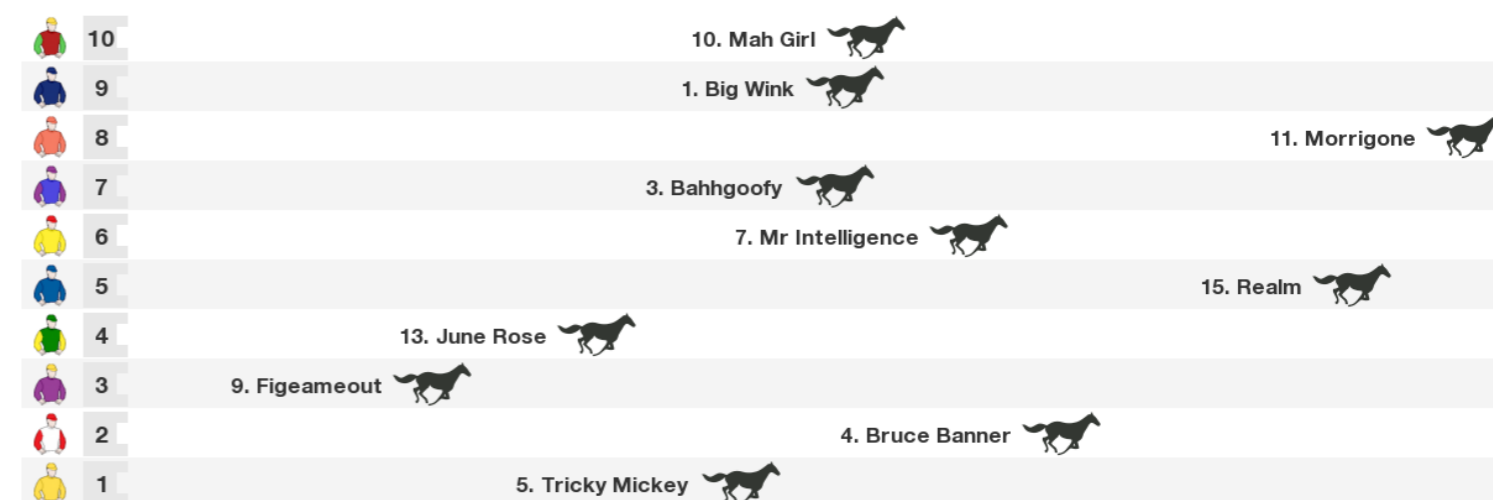 10 10. Mah Girl
9 1. Big Wink
8 11. Morrigone
7 3. Bahhgoofy
6 7. Mr Intelligence
5 15. Realm
4 13. June Rose
3 9. Figeameout
2 4. Bruce Banner
1 5. Tricky Mickey